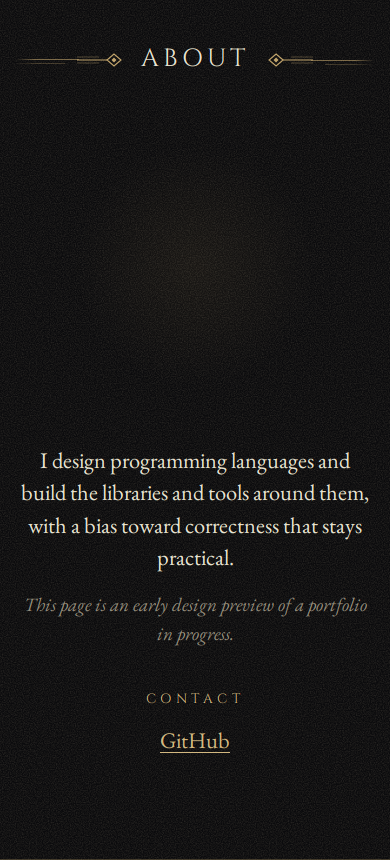 ABOUT
I design programming languages and
build the libraries and tools around them,
with a bias toward correctness that stays
practical.
This page is an early design preview of a portfolio
in progress.
CONTACT
GitHub